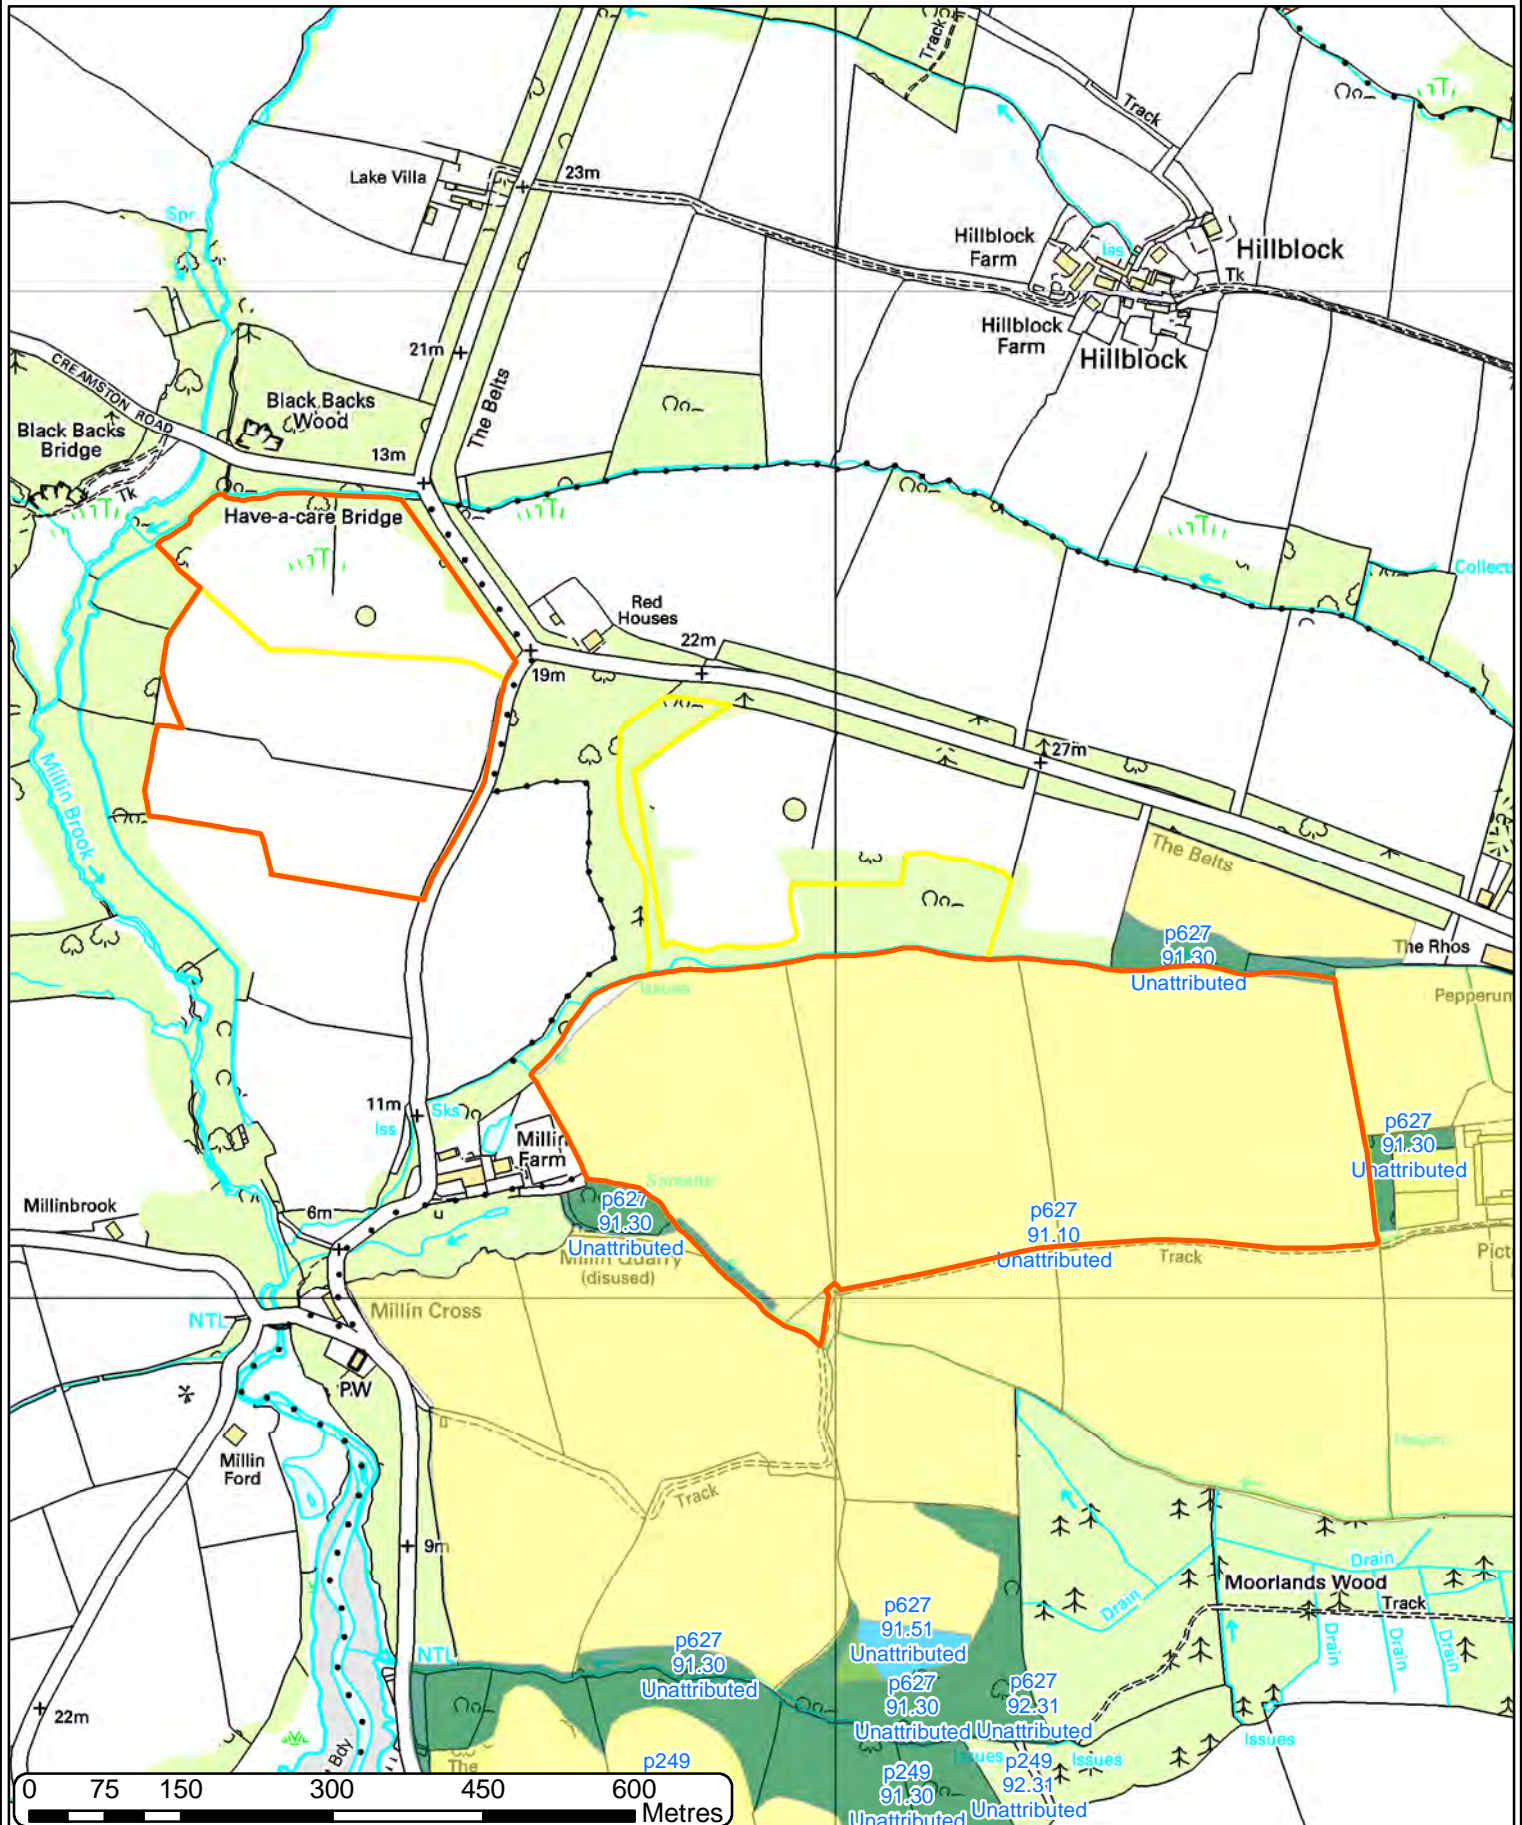 Track
Track
Lake Villa
23m
Spr
Hillblock
Farm
Iss
Hillblock
Tk
Hillblock
Farm
Hillblock
21m
The Belts
CREAMSTON ROAD
Black Backs
Wood
Black Backs
Bridge
13m
Tk
Have-a-care Bridge
Collects
Red
Houses
22m
19m
27m
Millin Brook
The Belts
p627
91.30
Unattributed
The Rhos
Issues
11m
Sks
Iss
Millin
Farm
p627
91.30
Unattributed
Millinbrook
6m
p627
91.30
Unattributed
Millin Quarry
(disused)
p627
91.10
Unattributed
Track
NTL
Millin Cross
PW
Millin
Ford
Track
9m
Drain
Moorlands Wood
Track
Drain
Drain
Drain
Drain
p627
91.51
Unattributed
NTL
p627
91.30
Unattributed
p627
91.30
Unattributed
p627
92.31
Unattributed
22m
Bdy
The
p249
Issues
Issues
Issues
p249
91.30
Unattributed
p249
92.31
Unattributed
0 75 150 300 450 600
Metres